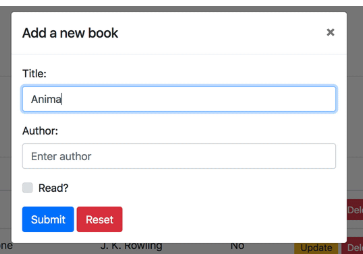 Add a new book ×
Title:
Anima
Author:
Enter author
Read?
Submit Reset
J. K. Rowling No Update